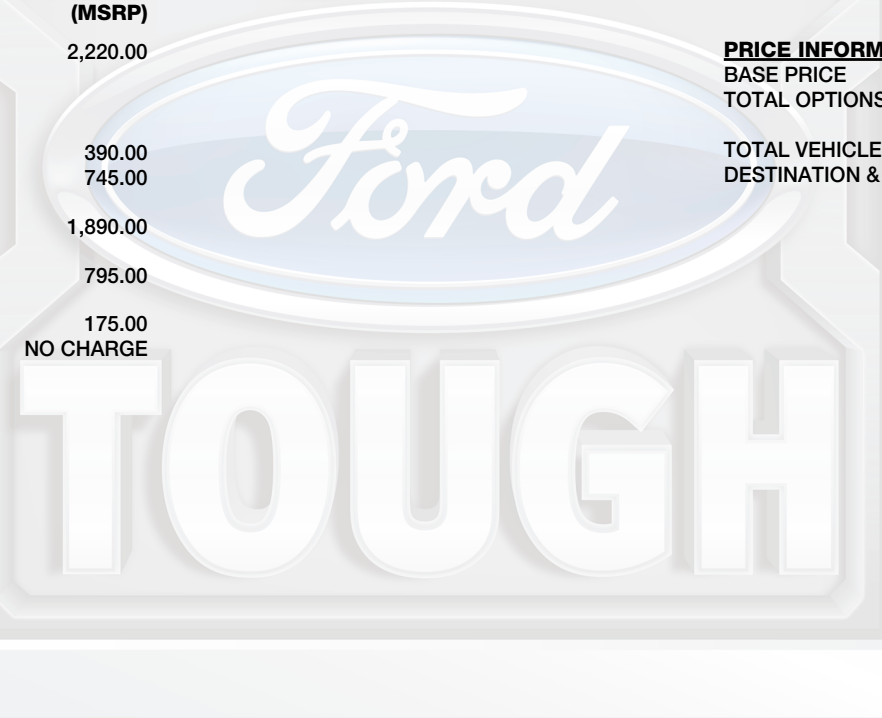 (MSRP)
2,220.00
390.00
745.00
1,890.00
795.00
175.00
NO CHARGE
PRICE INFORM
BASE PRICE
TOTAL OPTIONS
TOTAL VEHICLE
DESTINATION &
Ford
TOUGH